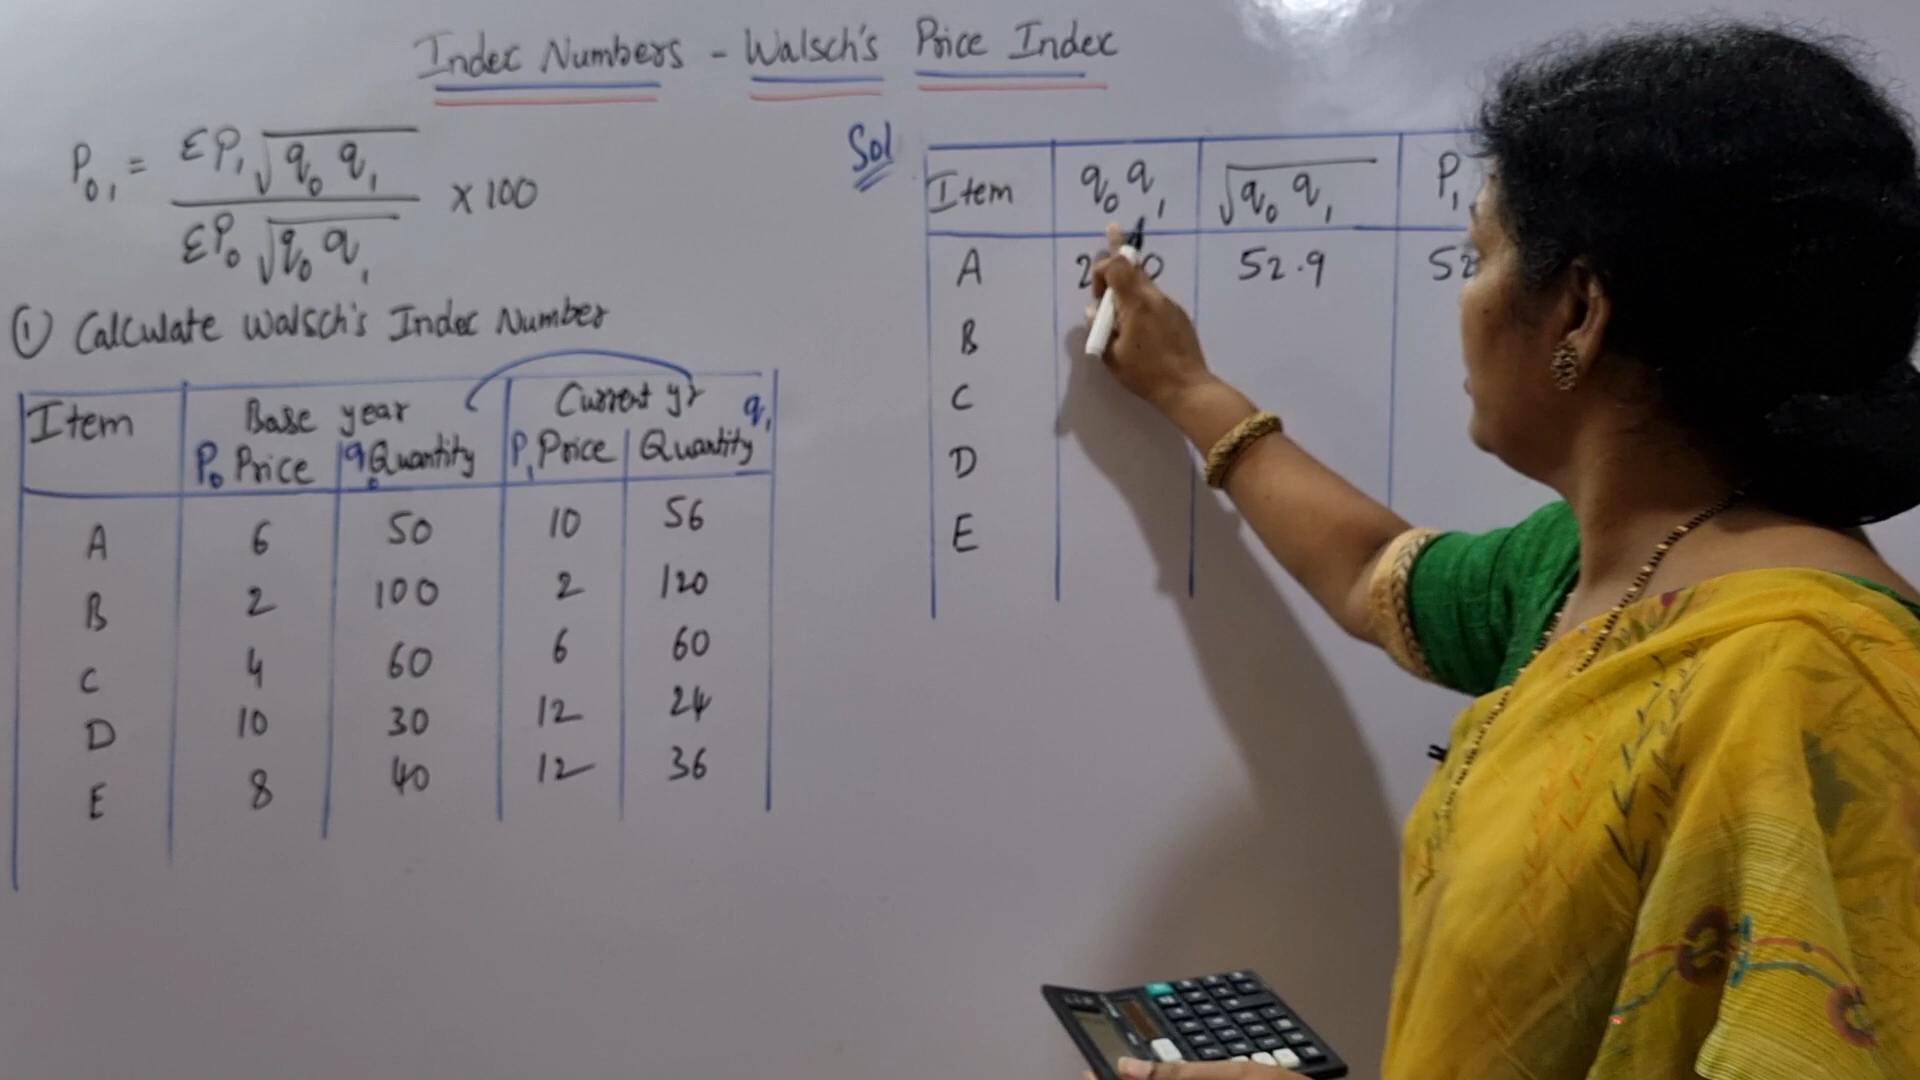 Index Numbers - Walsch's Price Index
P₀₁ = ΣP₁√q₀q₁ / ΣP₀√q₀q₁ × 100
① Calculate Walsch's Index Number
Item Base year Current yr
P₀ Price q₀ Quantity P₁ Price Quantity q₁
A 6 50 10 56
B 2 100 2 120
C 4 60 6 60
D 10 30 12 24
E 8 40 12 36
Sol
Item q₀q₁ √q₀q₁ P₁
A 52.9
B
C
D
E